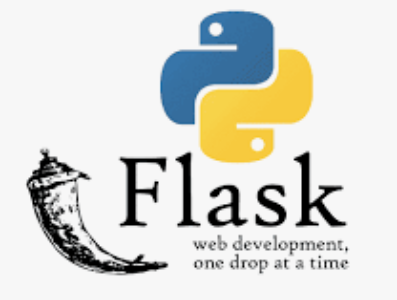 Flask
web development,
one drop at a time